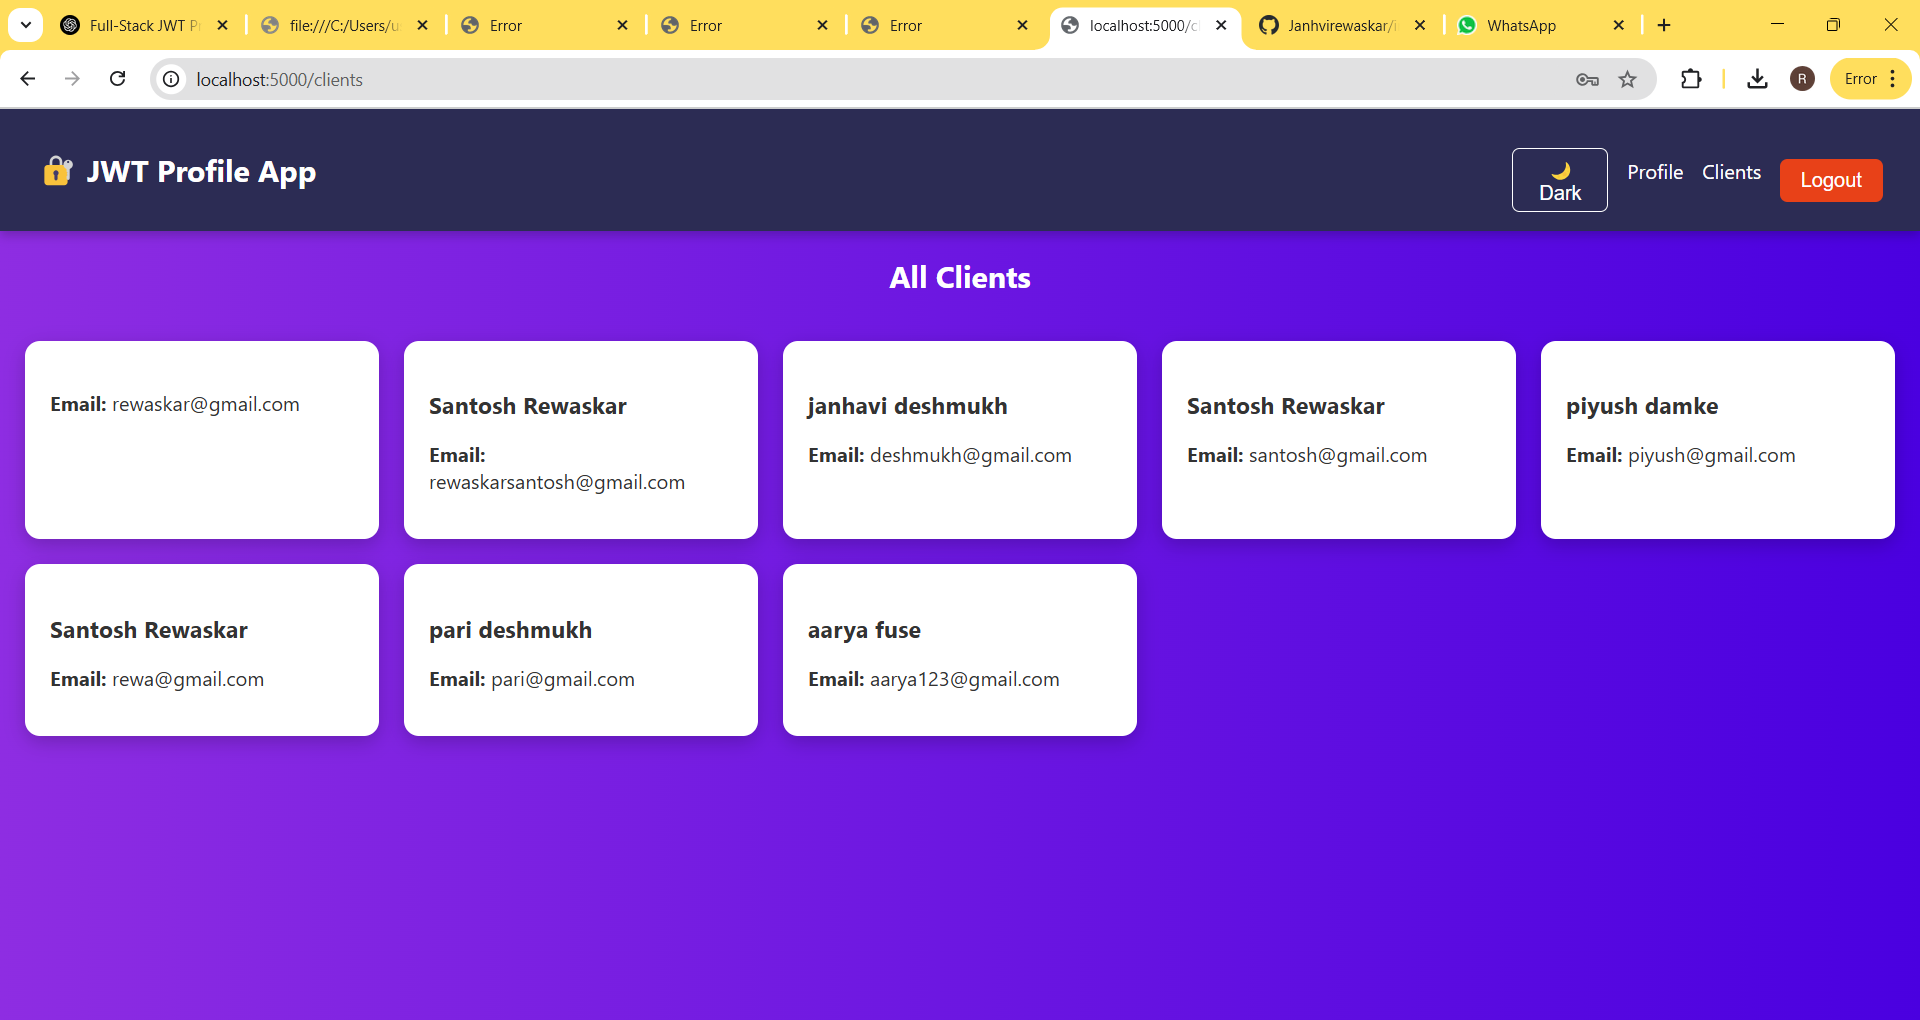 Full-Stack JWT P
file:///C:/Users/u
Error
Error
Error
localhost:5000/cl
Janhvirewaskar/i
WhatsApp
localhost:5000/clients
R
Error
JWT Profile App
Dark
Profile
Clients
Logout
All Clients
Email: rewaskar@gmail.com
Santosh Rewaskar
Email:
rewaskarsantosh@gmail.com
janhavi deshmukh
Email: deshmukh@gmail.com
Santosh Rewaskar
Email: santosh@gmail.com
piyush damke
Email: piyush@gmail.com
Santosh Rewaskar
Email: rewa@gmail.com
pari deshmukh
Email: pari@gmail.com
aarya fuse
Email: aarya123@gmail.com